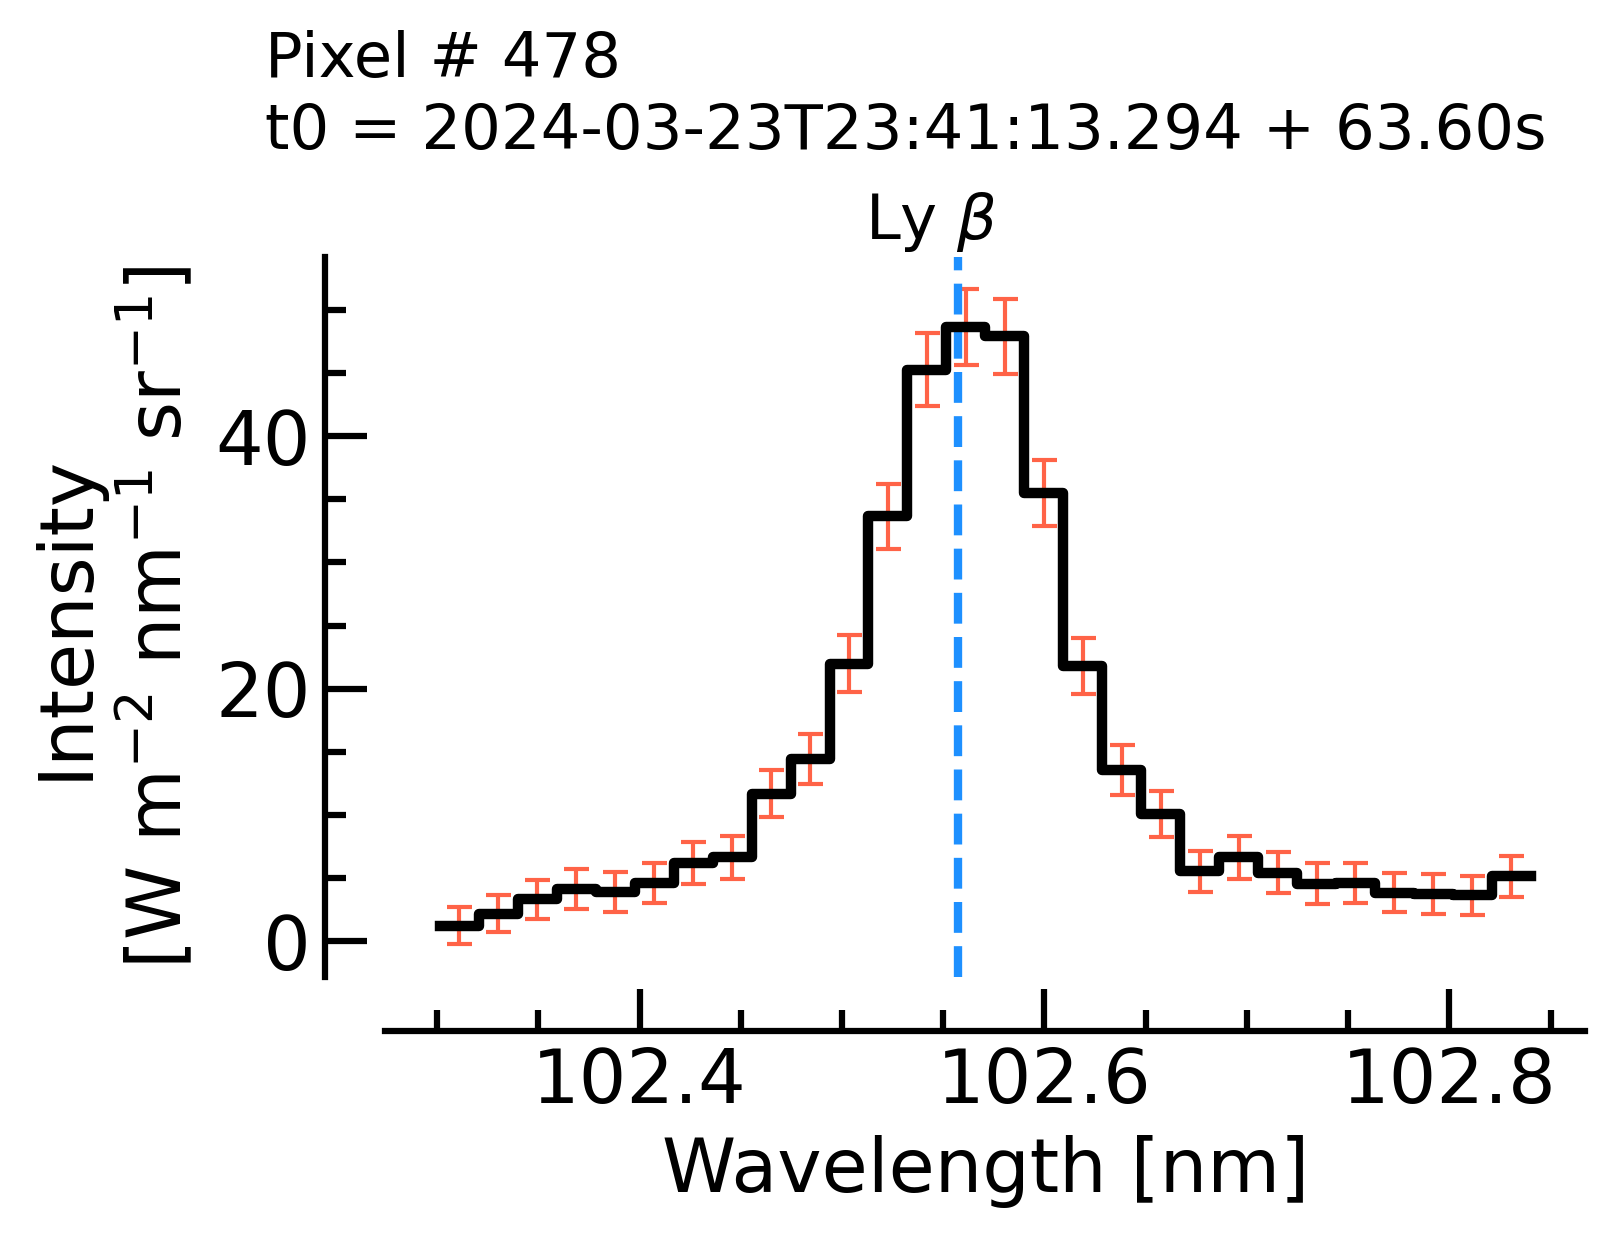 Pixel # 478
t0 = 2024-03-23T23:41:13.294 + 63.60s
Ly β
Intensity
[W m⁻² nm⁻¹ sr⁻¹]
40
20
0
102.4 102.6 102.8
Wavelength [nm]